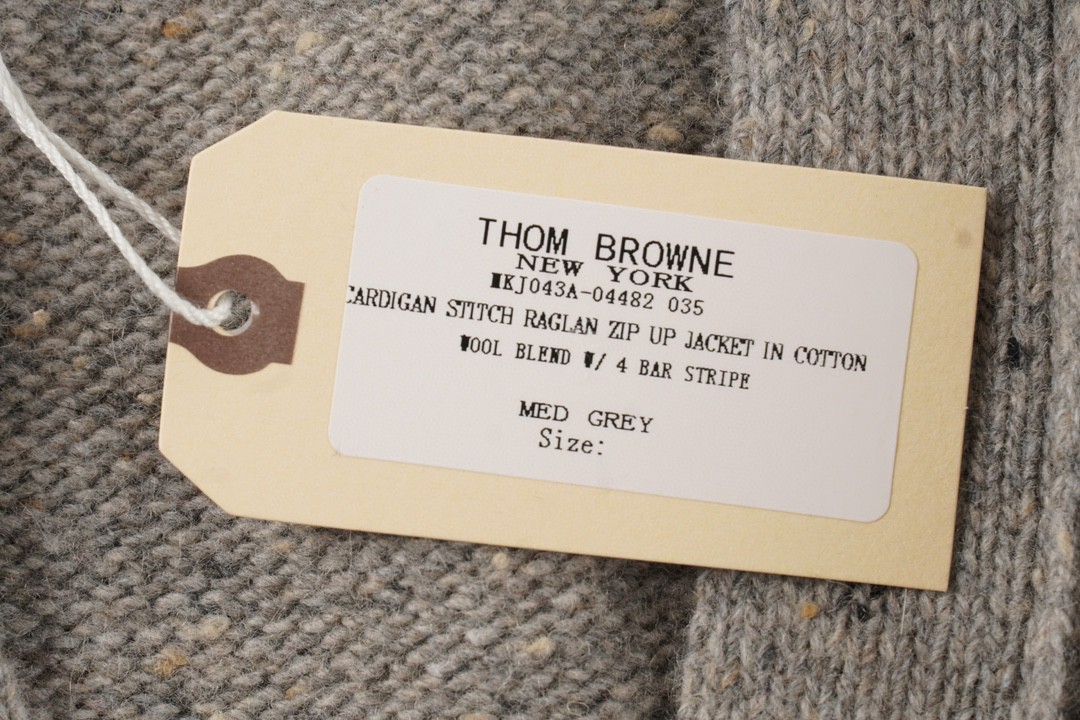 THOM BROWNE
NEW YORK
MKJ043A-04482 035
CARDIGAN STITCH RAGLAN ZIP UP JACKET IN COTTON
WOOL BLEND W/ 4 BAR STRIPE
MED GREY
Size: